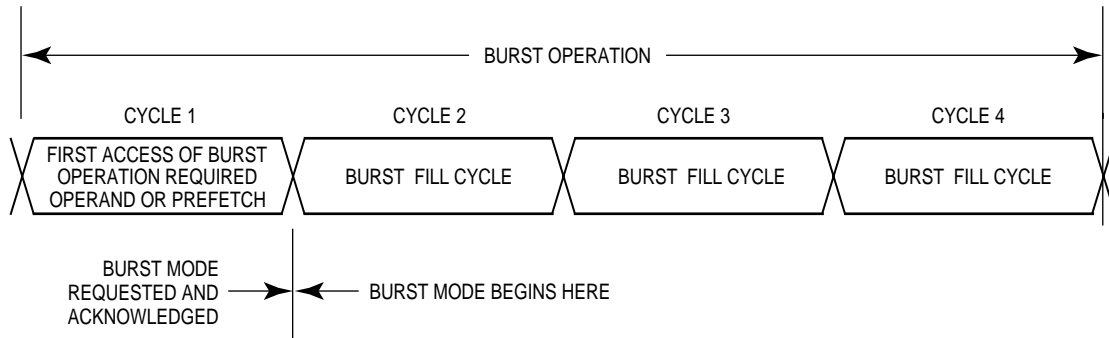 BURST OPERATION
CYCLE 1
CYCLE 2
CYCLE 3
CYCLE 4
FIRST ACCESS OF BURST
OPERATION REQUIRED
OPERAND OR PREFETCH
BURST FILL CYCLE
BURST FILL CYCLE
BURST FILL CYCLE
BURST MODE
REQUESTED AND
ACKNOWLEDGED
BURST MODE BEGINS HERE